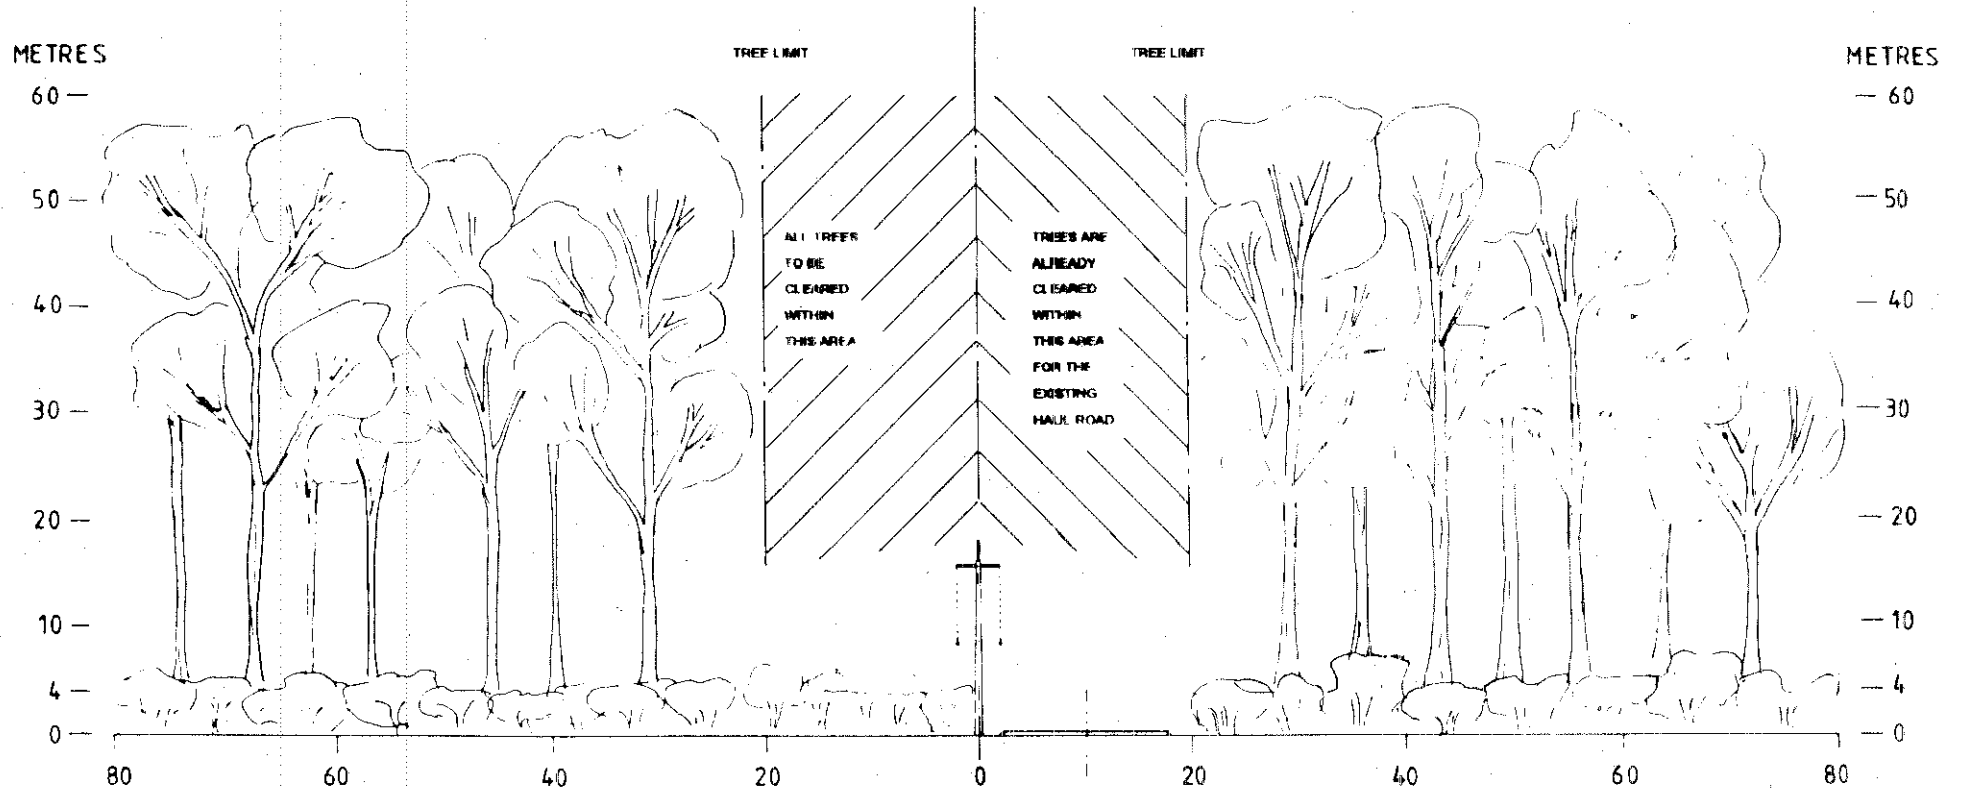 METRES
TREE LIMIT
TREE LIMIT
METRES
60
60
50
50
ALL TREES
TO BE
CLEARED
WITHIN
THIS AREA
TREES ARE
ALREADY
CLEARED
WITHIN
THIS AREA
FOR THE
EXISTING
HAUL ROAD
40
40
30
30
20
20
10
10
4
4
0
0
80 60 40 20 0 20 40 60 80